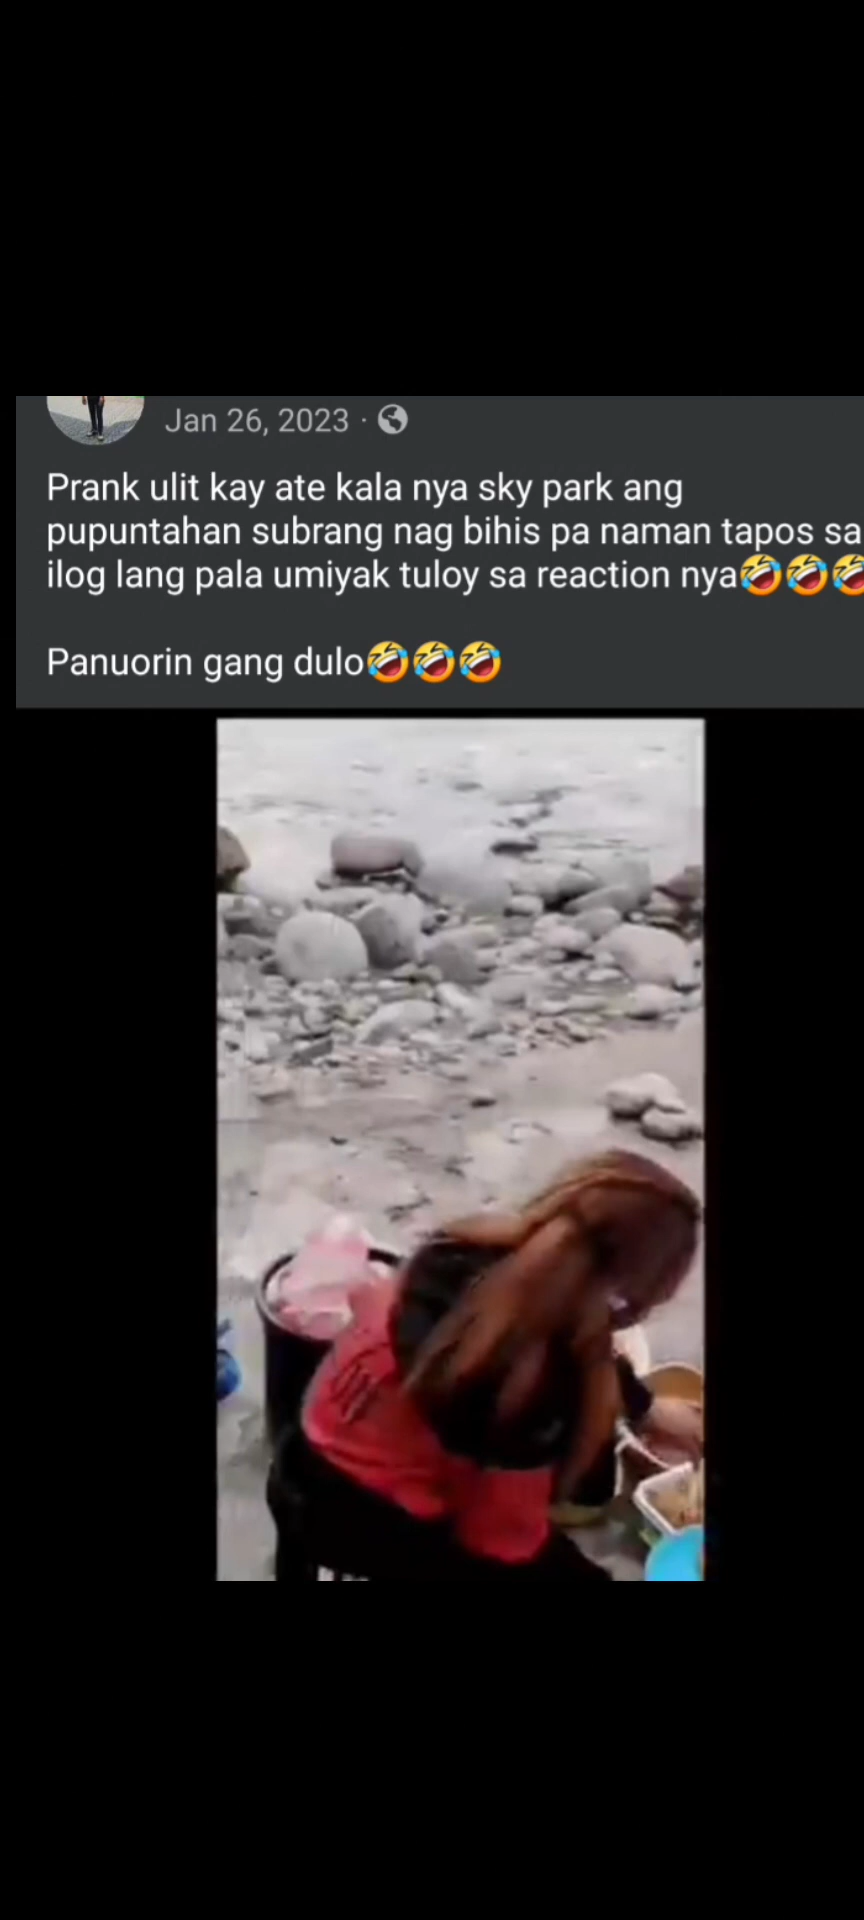 Jan 26, 2023 ·
Prank ulit kay ate kala nya sky park ang
pupuntahan subrang nag bihis pa naman tapos sa
ilog lang pala umiyak tuloy sa reaction nya🤣🤣🤣
Panuorin gang dulo🤣🤣🤣